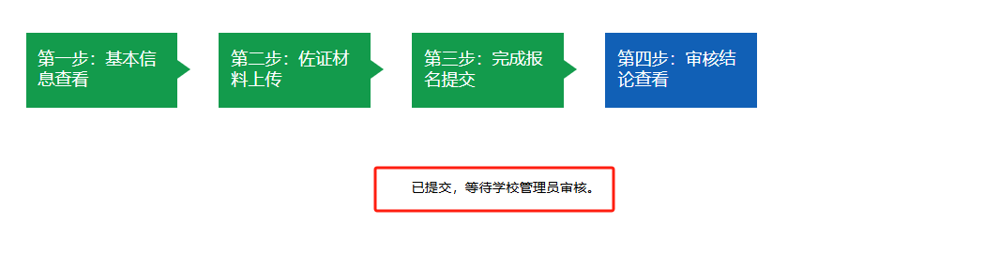 第一步：基本信
息查看
第二步：佐证材
料上传
第三步：完成报
名提交
第四步：审核结
论查看
已提交，等待学校管理员审核。